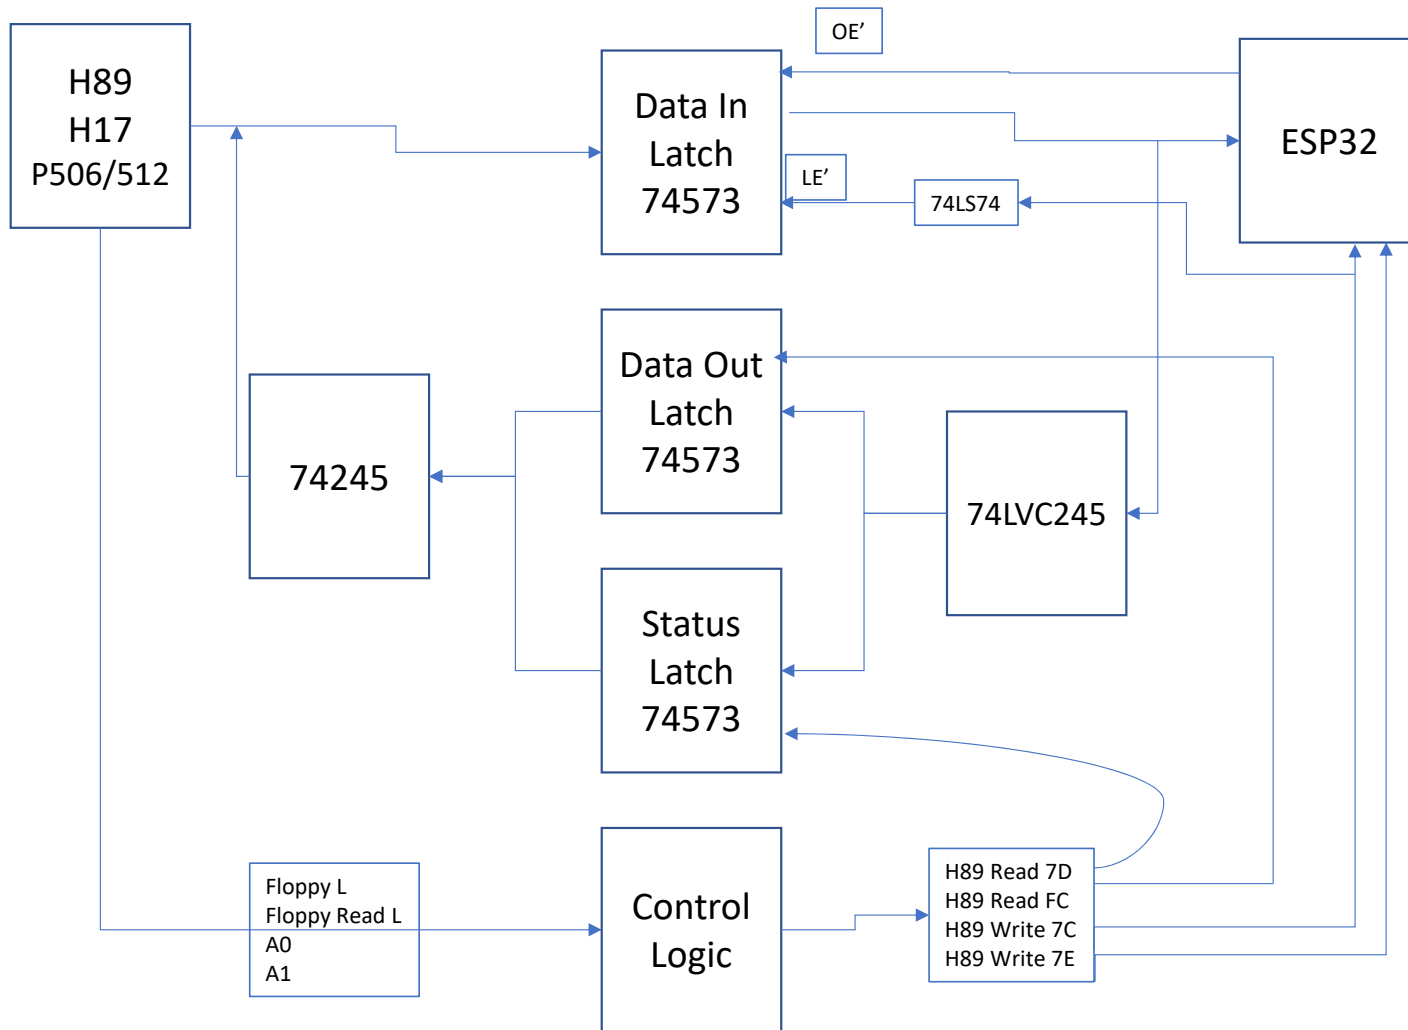 H89
H17
P506/512
Data In
Latch
74573
OE’
LE’
74LS74
ESP32
Data Out
Latch
74573
74245
74LVC245
Status
Latch
74573
Floppy L
Floppy Read L
A0
A1
Control
Logic
H89 Read 7D
H89 Read FC
H89 Write 7C
H89 Write 7E